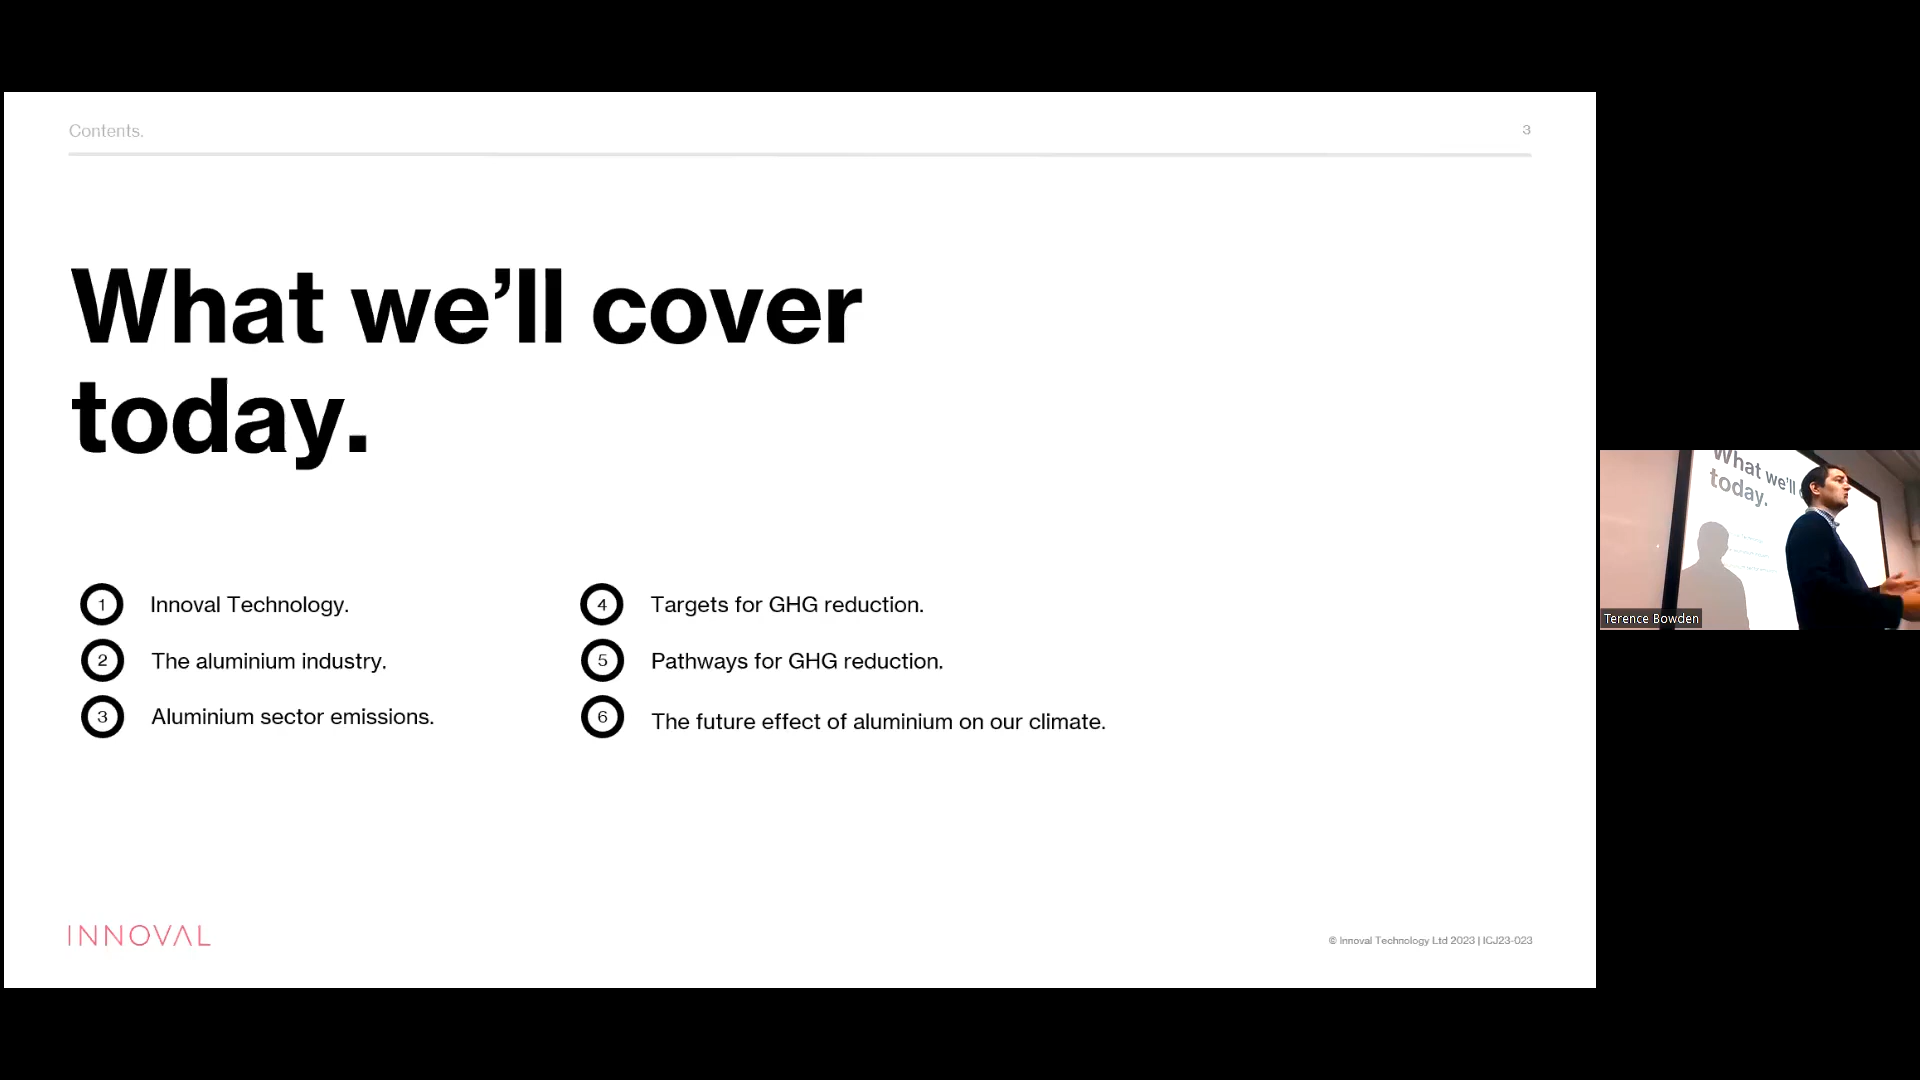 Contents.
3
What we'll cover
today.
1 Innoval Technology.
2 The aluminium industry.
3 Aluminium sector emissions.
4 Targets for GHG reduction.
5 Pathways for GHG reduction.
6 The future effect of aluminium on our climate.
INNOVAL
© Innoval Technology Ltd 2023 | ICJ23-023
What we'll
today.
Terence Bowden